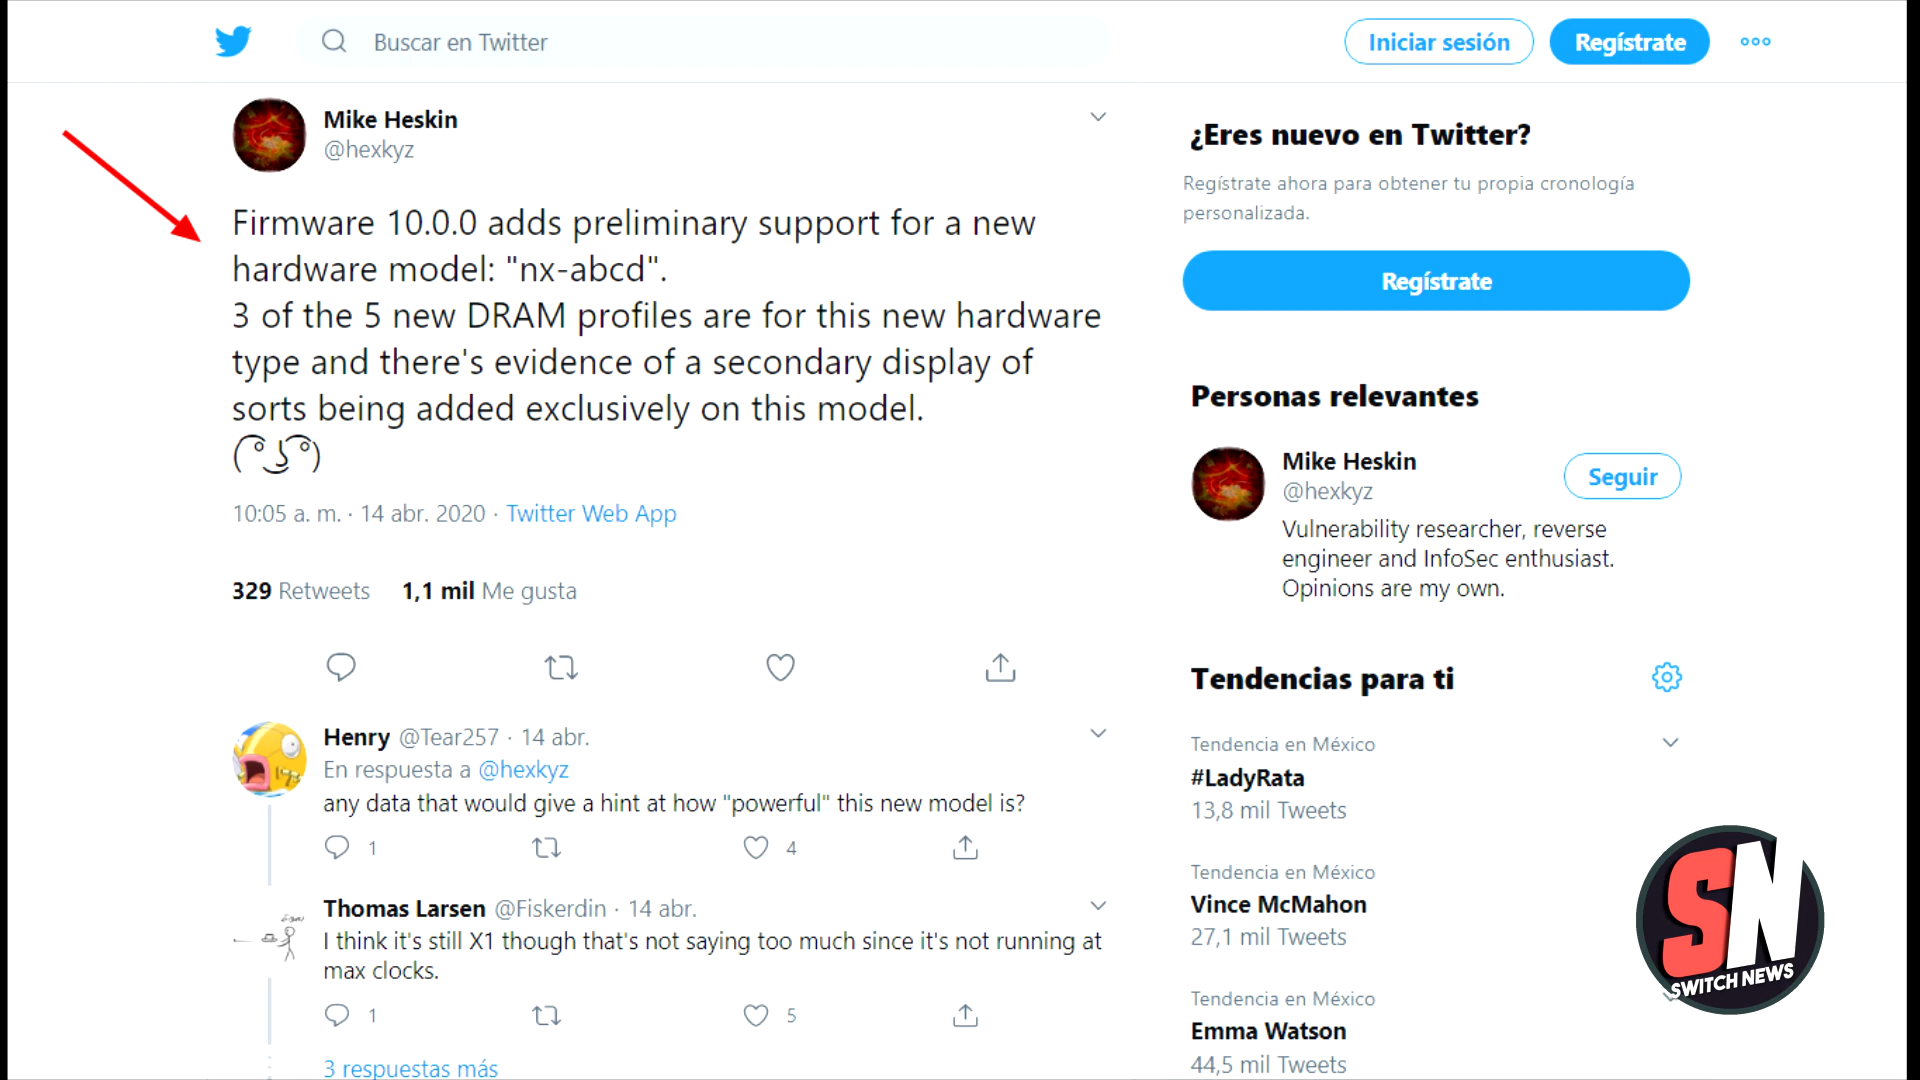 Buscar en Twitter
Iniciar sesión
Regístrate
Mike Heskin
@hexkyz
Firmware 10.0.0 adds preliminary support for a new
hardware model: "nx-abcd".
3 of the 5 new DRAM profiles are for this new hardware
type and there's evidence of a secondary display of
sorts being added exclusively on this model.
( ͡° ͜ʖ ͡°)
10:05 a. m. · 14 abr. 2020 · Twitter Web App
329 Retweets 1,1 mil Me gusta
Henry @Tear257 · 14 abr.
En respuesta a @hexkyz
any data that would give a hint at how "powerful" this new model is?
1 4
Thomas Larsen @Fiskerdin · 14 abr.
I think it's still X1 though that's not saying too much since it's not running at
max clocks.
1 5
3 respuestas más
¿Eres nuevo en Twitter?
Regístrate ahora para obtener tu propia cronología
personalizada.
Regístrate
Personas relevantes
Mike Heskin
@hexkyz
Seguir
Vulnerability researcher, reverse
engineer and InfoSec enthusiast.
Opinions are my own.
Tendencias para ti
Tendencia en México
#LadyRata
13,8 mil Tweets
Tendencia en México
Vince McMahon
27,1 mil Tweets
Tendencia en México
Emma Watson
44,5 mil Tweets
SN
SWITCH NEWS